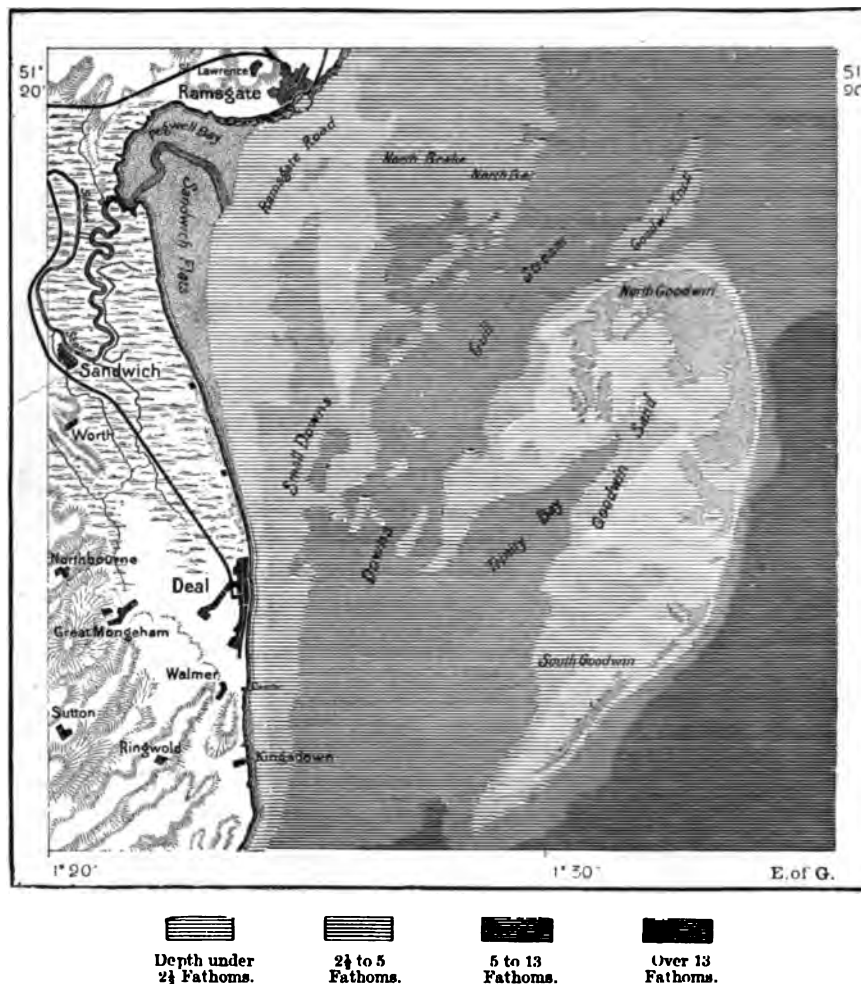 51°
20
51
90
Lawrence
Ramsgate
Pegwell Bay
Ramsgate Road
North Brake
North Bar
Goodwin Knoll
Sandwich Flats
Stour
Gull Stream
North Goodwin
Sandwich
Worth
Small Downs
Goodwin Sand
Downs
Trinity Bay
Northbourne
Deal
Great Mongeham
South Goodwin
Walmer
Castle
Sutton
Ringwold
Kingsdown
1°20'
1°30'
E. of G.
Depth under
2½ Fathoms.
2½ to 5
Fathoms.
5 to 13
Fathoms.
Over 13
Fathoms.